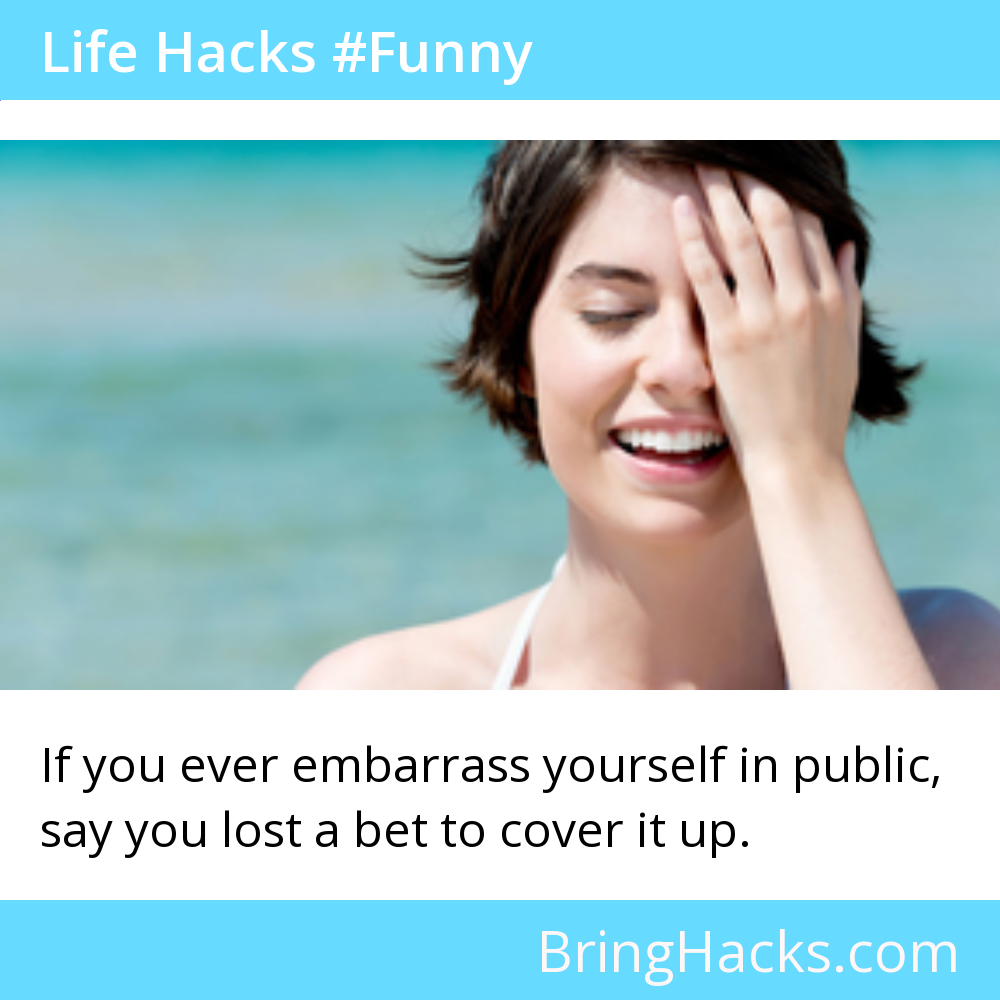 Life Hacks #Funny
If you ever embarrass yourself in public,
say you lost a bet to cover it up.
BringHacks.com